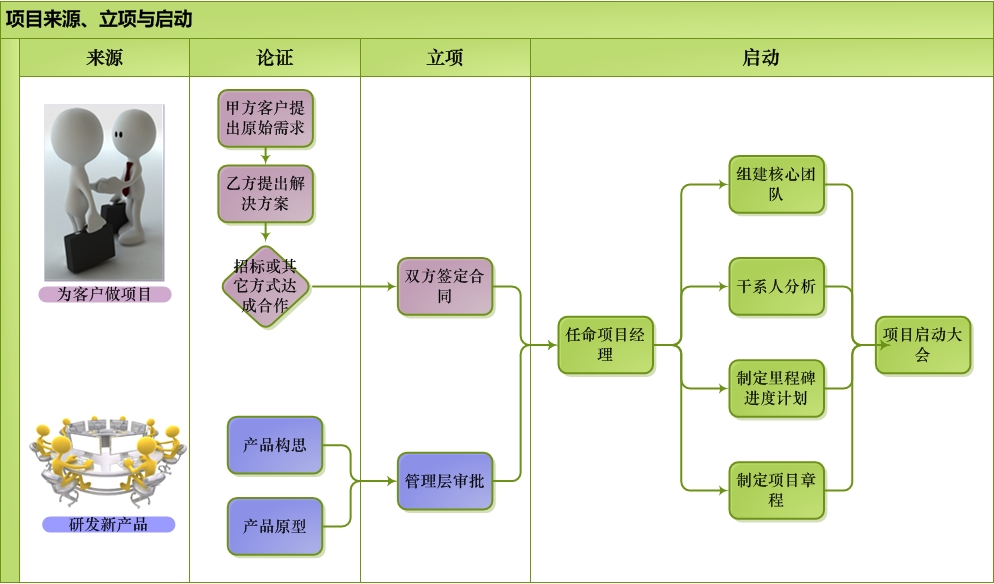 项目来源、立项与启动
来源
论证
立项
启动
甲方客户提
出原始需求
乙方提出解
决方案
招标或其
它方式达
成合作
为客户做项目
双方签定合
同
产品构思
产品原型
研发新产品
管理层审批
任命项目经
理
组建核心团
队
干系人分析
制定里程碑
进度计划
制定项目章
程
项目启动大
会